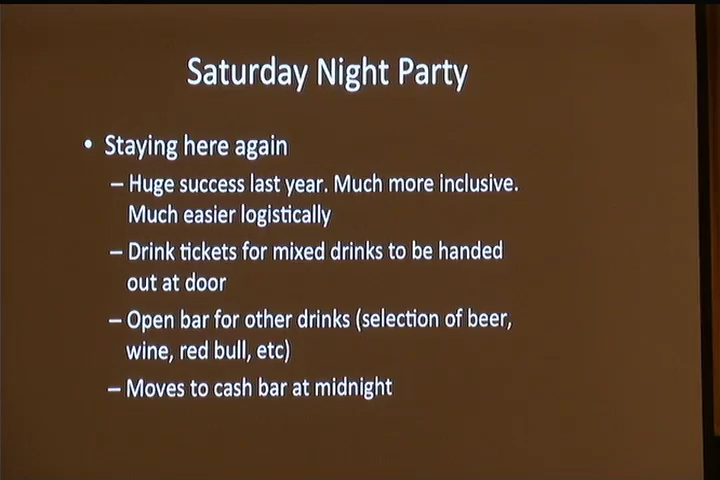 Saturday Night Party
• Staying here again
– Huge success last year. Much more inclusive.
Much easier logistically
– Drink tickets for mixed drinks to be handed
out at door
– Open bar for other drinks (selection of beer,
wine, red bull, etc)
– Moves to cash bar at midnight